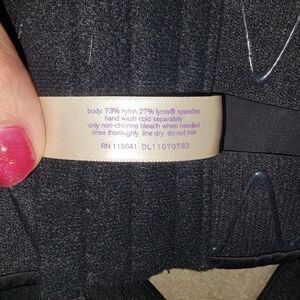 body: 73% nylon 27% lycra® spandex
hand wash cold separately
only non-chlorine bleach when needed
rinse thoroughly line dry do not iron
RN 118641 DL11070763